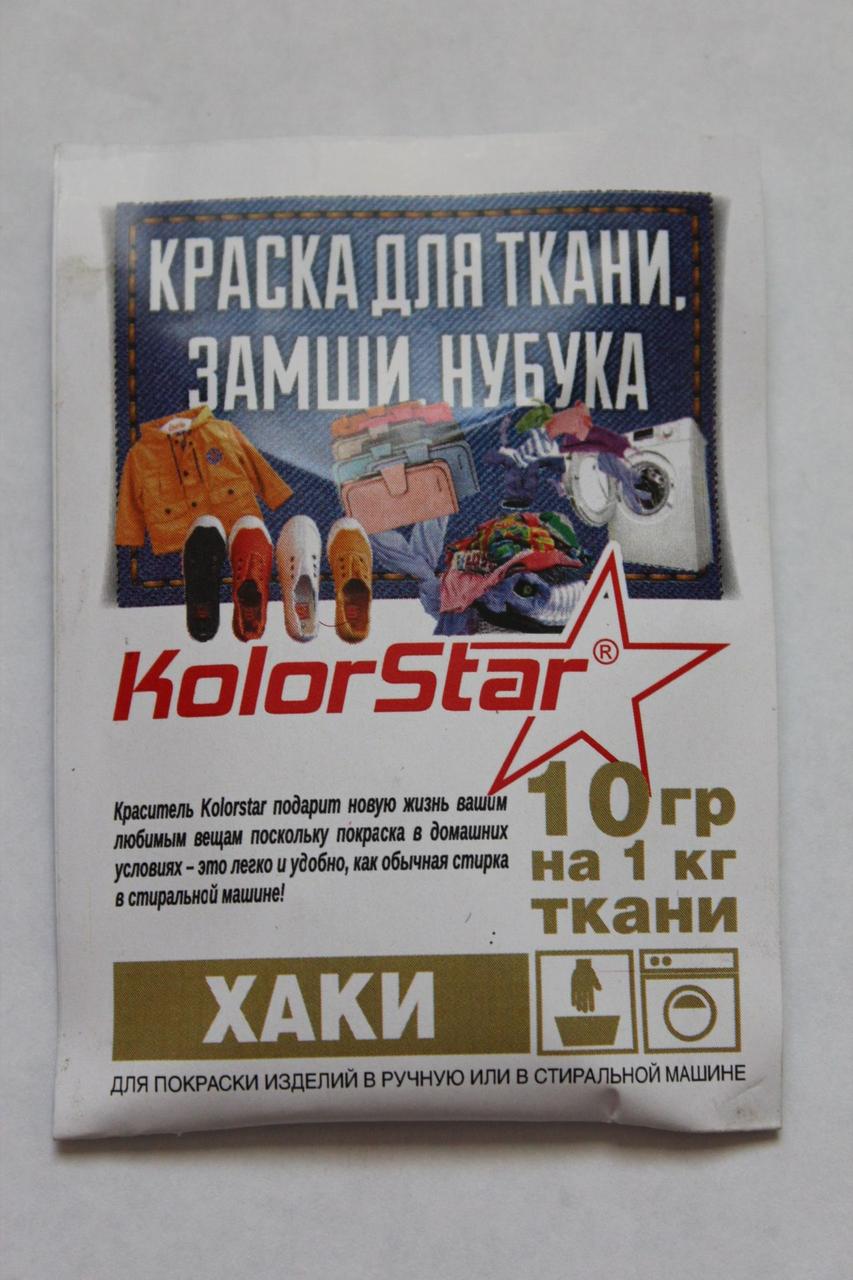 КРАСКА ДЛЯ ТКАНИ,
ЗАМШИ, НУБУКА
KolorStar®
Краситель Kolorstar подарит новую жизнь вашим
любимым вещам поскольку покраска в домашних
условиях – это легко и удобно, как обычная стирка
в стиральной машине!
10 гр
на 1 кг
ткани
ХАКИ
ДЛЯ ПОКРАСКИ ИЗДЕЛИЙ В РУЧНУЮ ИЛИ В СТИРАЛЬНОЙ МАШИНЕ